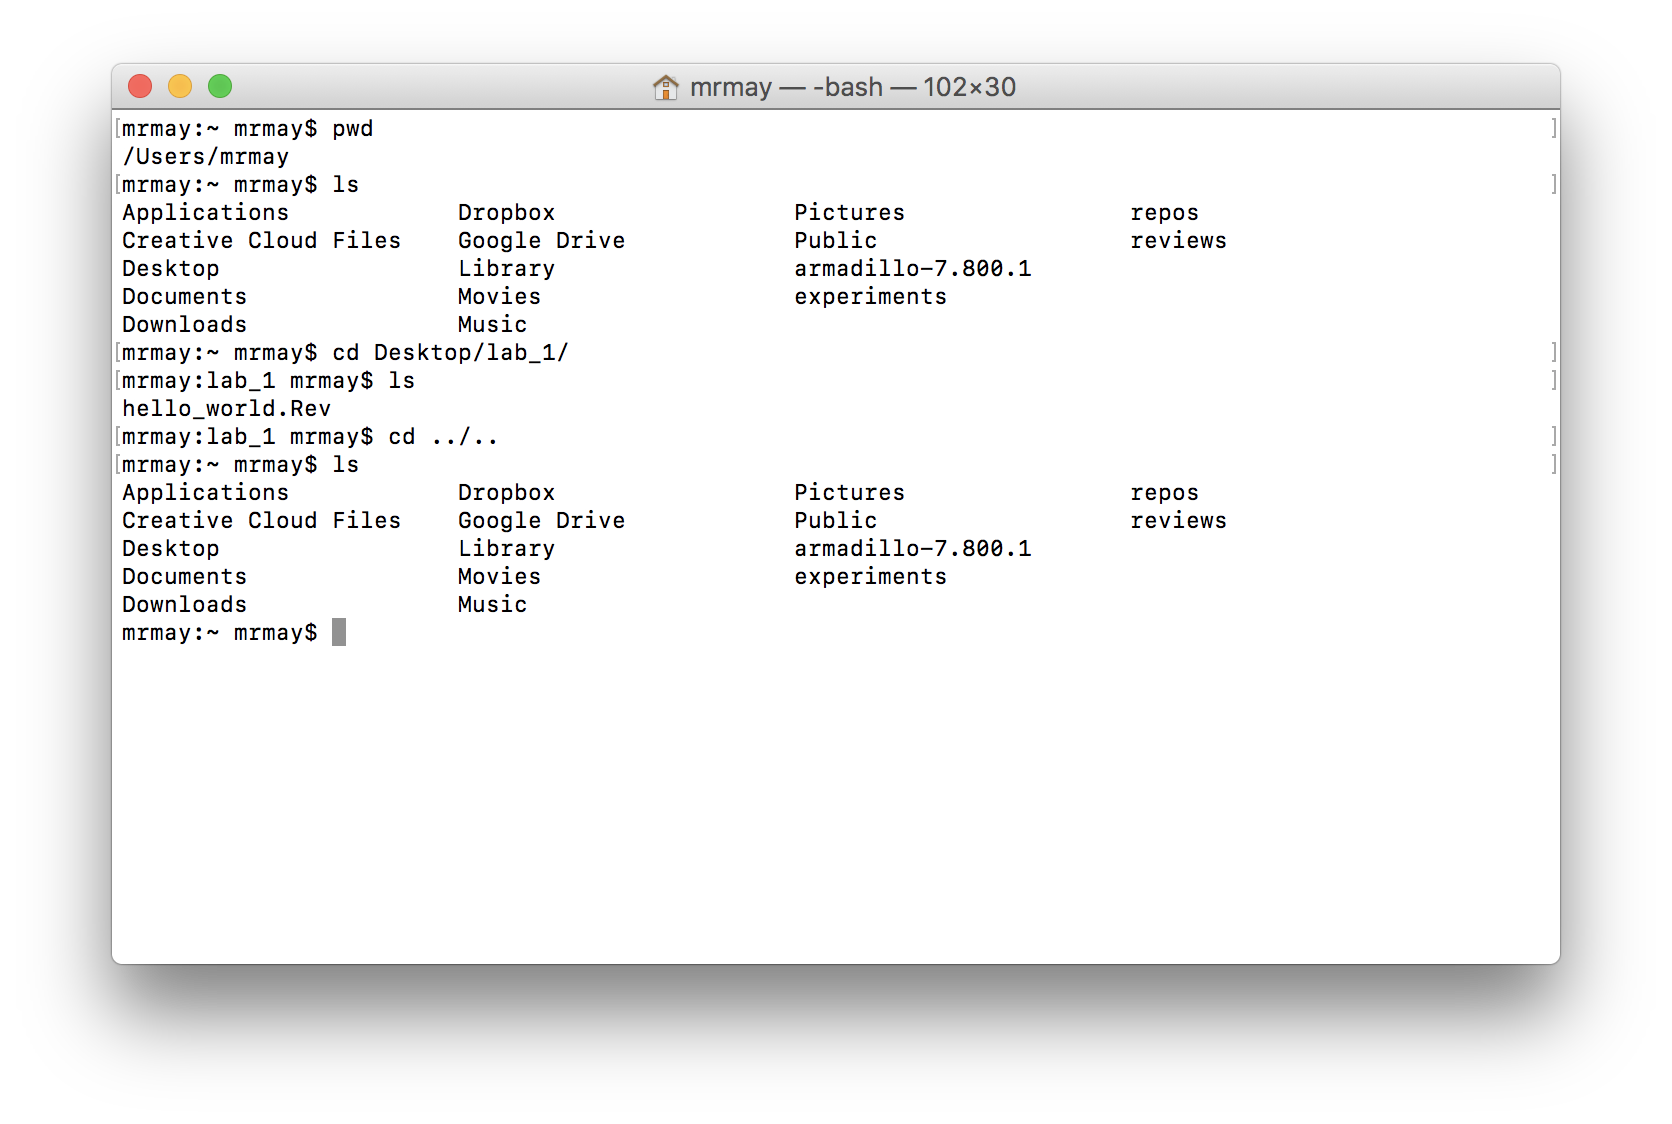 mrmay — -bash — 102×30
[mrmay:~ mrmay$ pwd ]
/Users/mrmay
[mrmay:~ mrmay$ ls ]
Applications Dropbox Pictures repos
Creative Cloud Files Google Drive Public reviews
Desktop Library armadillo-7.800.1
Documents Movies experiments
Downloads Music
[mrmay:~ mrmay$ cd Desktop/lab_1/ ]
[mrmay:lab_1 mrmay$ ls ]
hello_world.Rev
[mrmay:lab_1 mrmay$ cd ../.. ]
[mrmay:~ mrmay$ ls ]
Applications Dropbox Pictures repos
Creative Cloud Files Google Drive Public reviews
Desktop Library armadillo-7.800.1
Documents Movies experiments
Downloads Music
mrmay:~ mrmay$